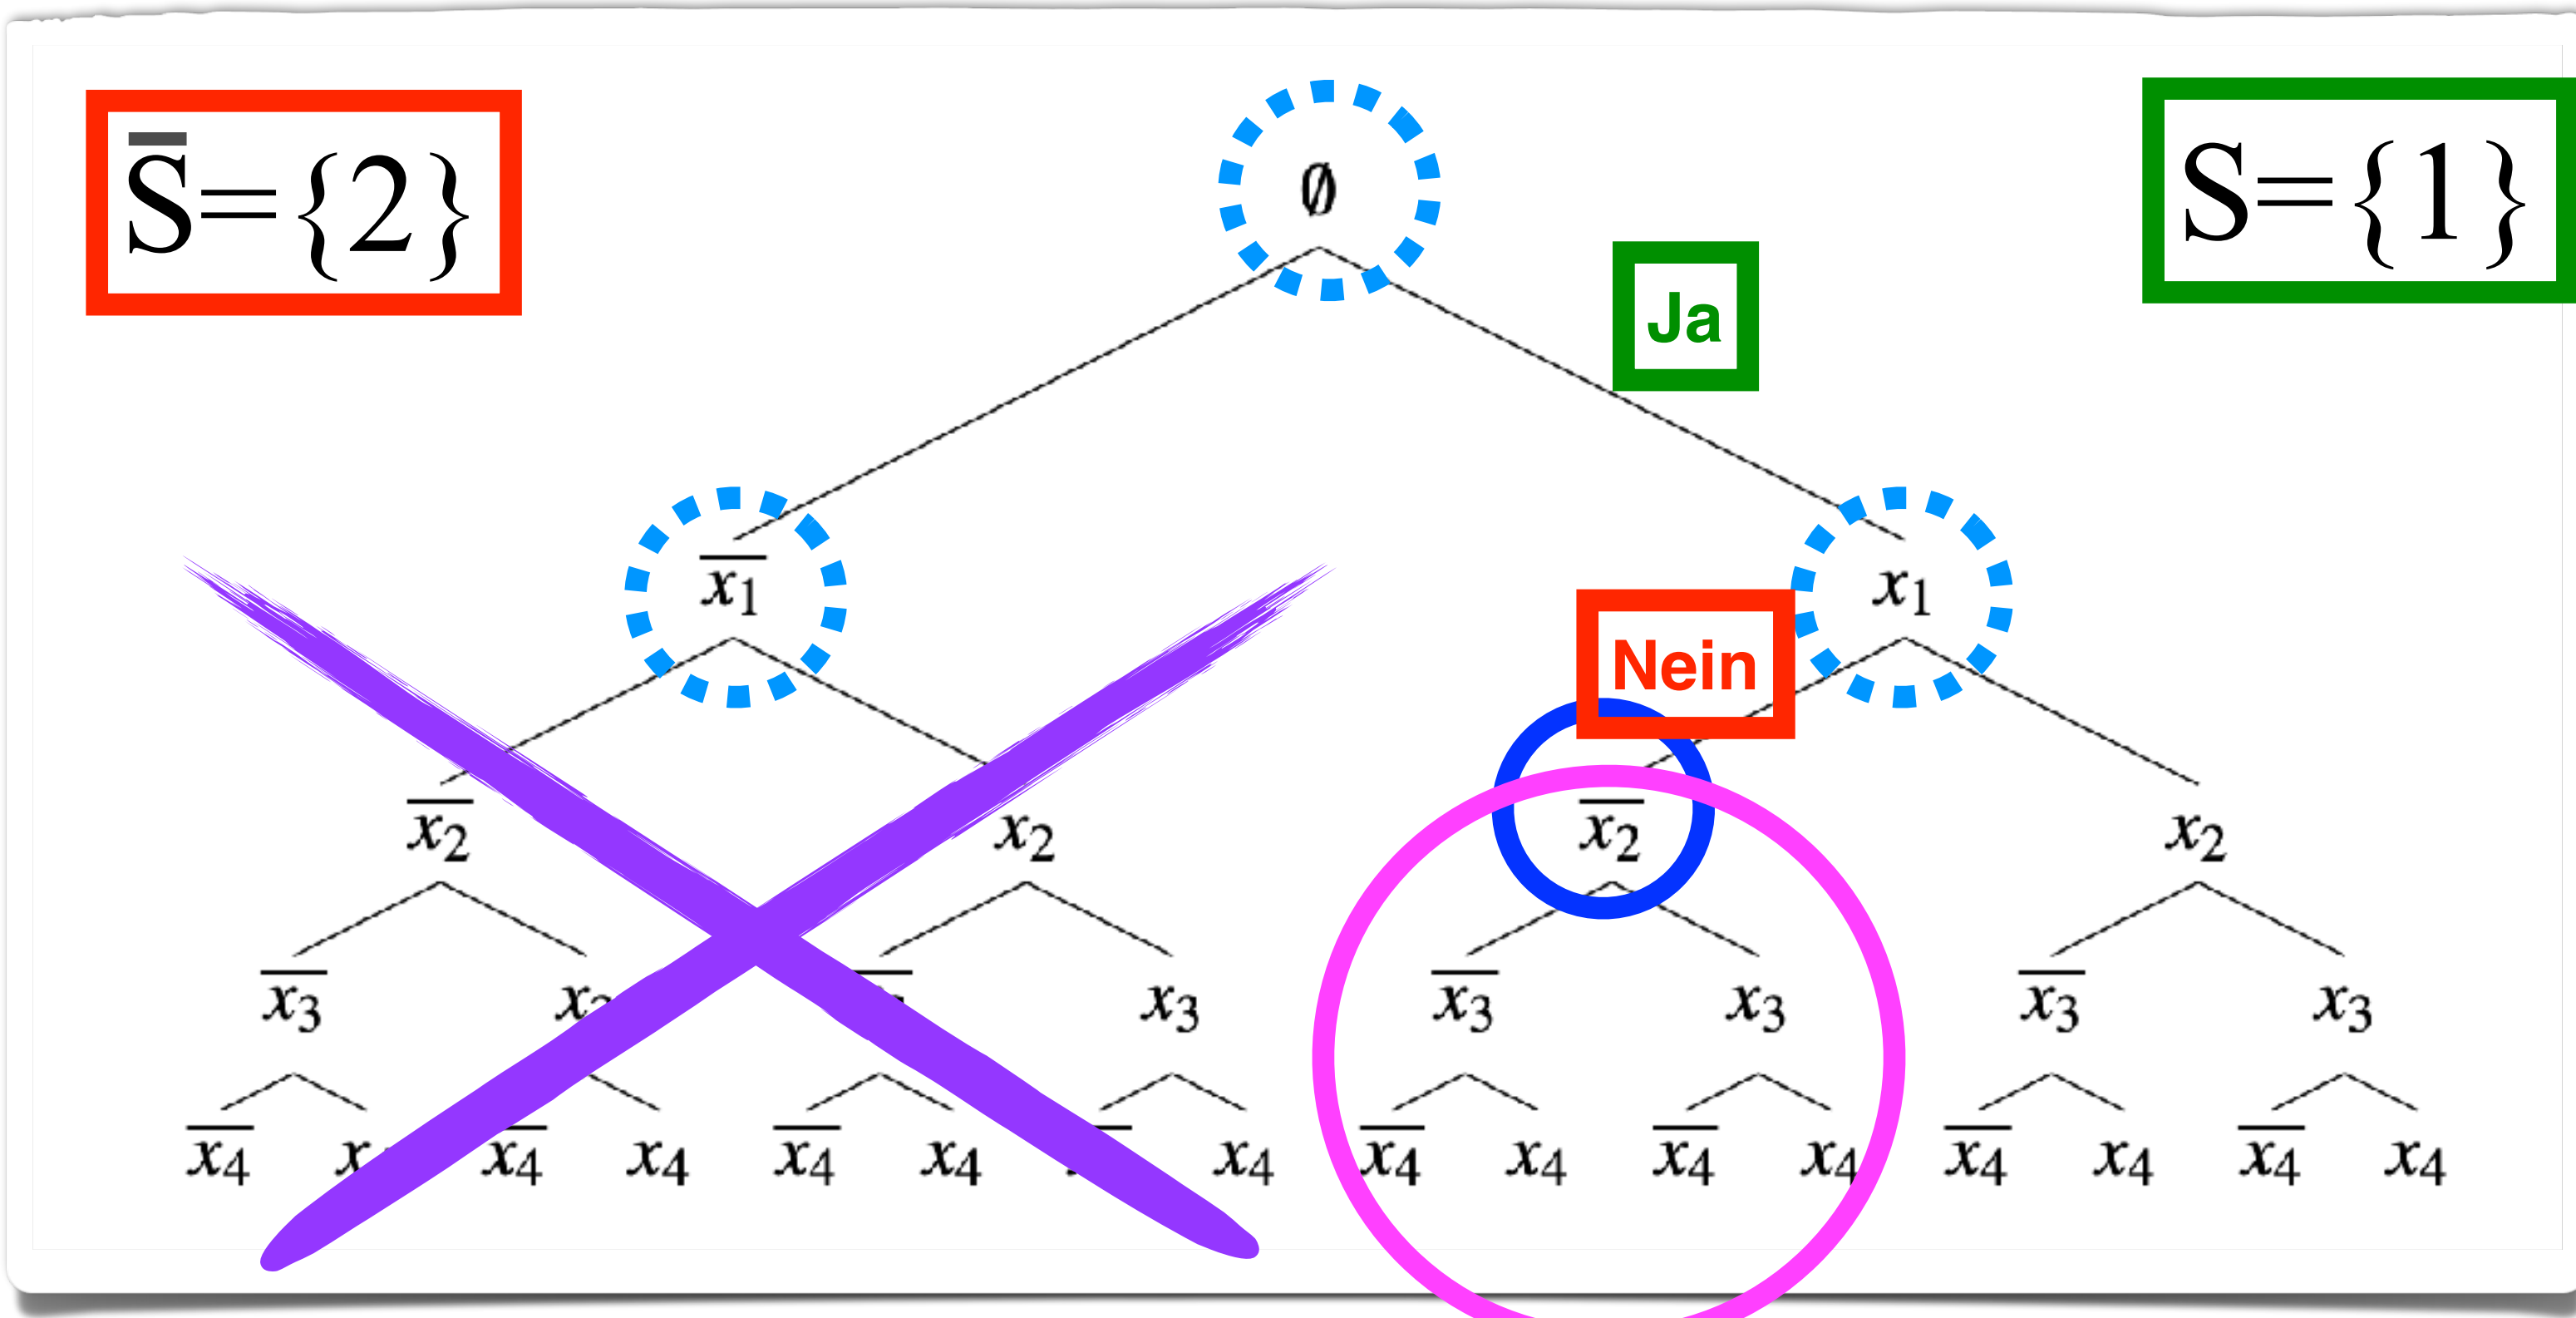 S̅={2}
∅
S={1}
Ja
x̅₁
x₁
Nein
x̅₂ x₂ x̅₂ x₂
x̅₃ x₃ x̅₃ x₃ x̅₃ x₃
x̅₄ x̅₄ x₄ x̅₄ x₄ x₄ x̅₄ x₄ x̅₄ x₄ x̅₄ x₄ x̅₄ x₄